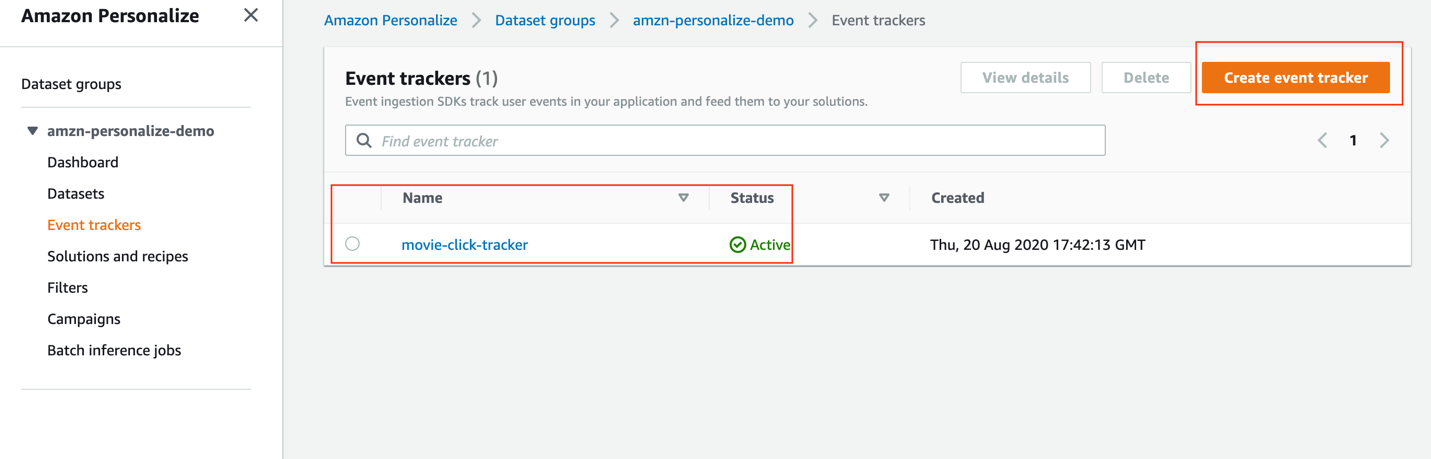 Amazon Personalize
Dataset groups
amzn-personalize-demo
Dashboard
Datasets
Event trackers
Solutions and recipes
Filters
Campaigns
Batch inference jobs
Amazon Personalize Dataset groups amzn-personalize-demo Event trackers
Event trackers (1)
View details Delete Create event tracker
Event ingestion SDKs track user events in your application and feed them to your solutions.
Find event tracker
1
Name Status Created
movie-click-tracker Active Thu, 20 Aug 2020 17:42:13 GMT